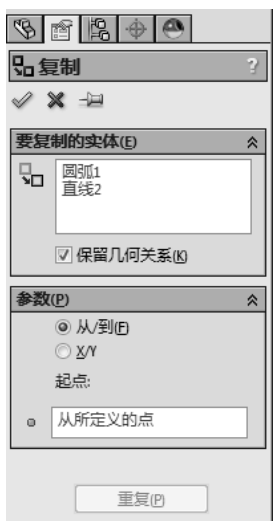 复制 ?
要复制的实体(E)
圆弧1
直线2
保留几何关系(K)
参数(P)
从/到(F)
X/Y
起点:
从所定义的点
重复(P)